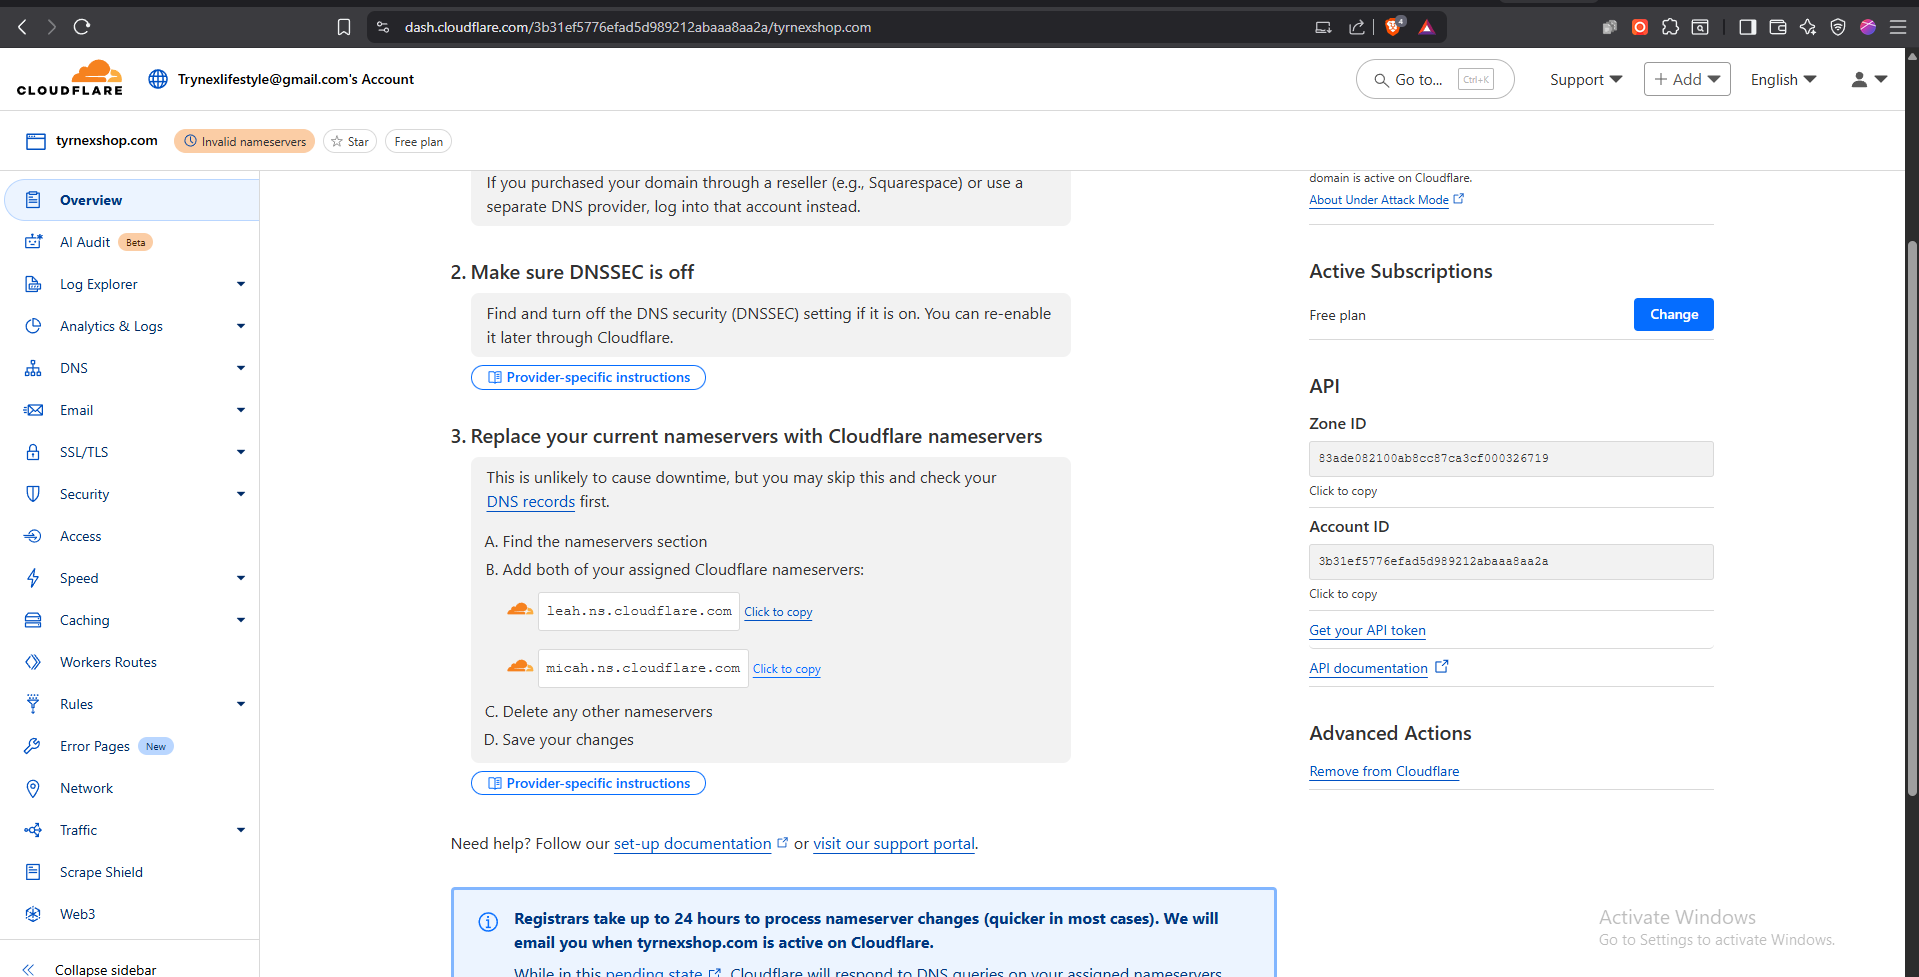 dash.cloudflare.com/3b31ef5776efad5d989212abaaa8aa2a/tyrnexshop.com
4
CLOUDFLARE
Trynexlifestyle@gmail.com's Account
Go to...
Ctrl+K
Support
+ Add
English
tyrnexshop.com
Invalid nameservers
Star
Free plan
Overview
AI Audit
Beta
Log Explorer
Analytics & Logs
DNS
Email
SSL/TLS
Security
Access
Speed
Caching
Workers Routes
Rules
Error Pages
New
Network
Traffic
Scrape Shield
Web3
Collapse sidebar
If you purchased your domain through a reseller (e.g., Squarespace) or use a
separate DNS provider, log into that account instead.
2. Make sure DNSSEC is off
Find and turn off the DNS security (DNSSEC) setting if it is on. You can re-enable
it later through Cloudflare.
Provider-specific instructions
3. Replace your current nameservers with Cloudflare nameservers
This is unlikely to cause downtime, but you may skip this and check your
DNS records first.
A. Find the nameservers section
B. Add both of your assigned Cloudflare nameservers:
leah.ns.cloudflare.com Click to copy
micah.ns.cloudflare.com Click to copy
C. Delete any other nameservers
D. Save your changes
Provider-specific instructions
Need help? Follow our set-up documentation or visit our support portal.
Registrars take up to 24 hours to process nameserver changes (quicker in most cases). We will
email you when tyrnexshop.com is active on Cloudflare.
While in this pending state, Cloudflare will respond to DNS queries on your assigned nameservers
domain is active on Cloudflare.
About Under Attack Mode
Active Subscriptions
Free plan
Change
API
Zone ID
83ade082100ab8cc87ca3cf000326719
Click to copy
Account ID
3b31ef5776efad5d989212abaaa8aa2a
Click to copy
Get your API token
API documentation
Advanced Actions
Remove from Cloudflare
Activate Windows
Go to Settings to activate Windows.